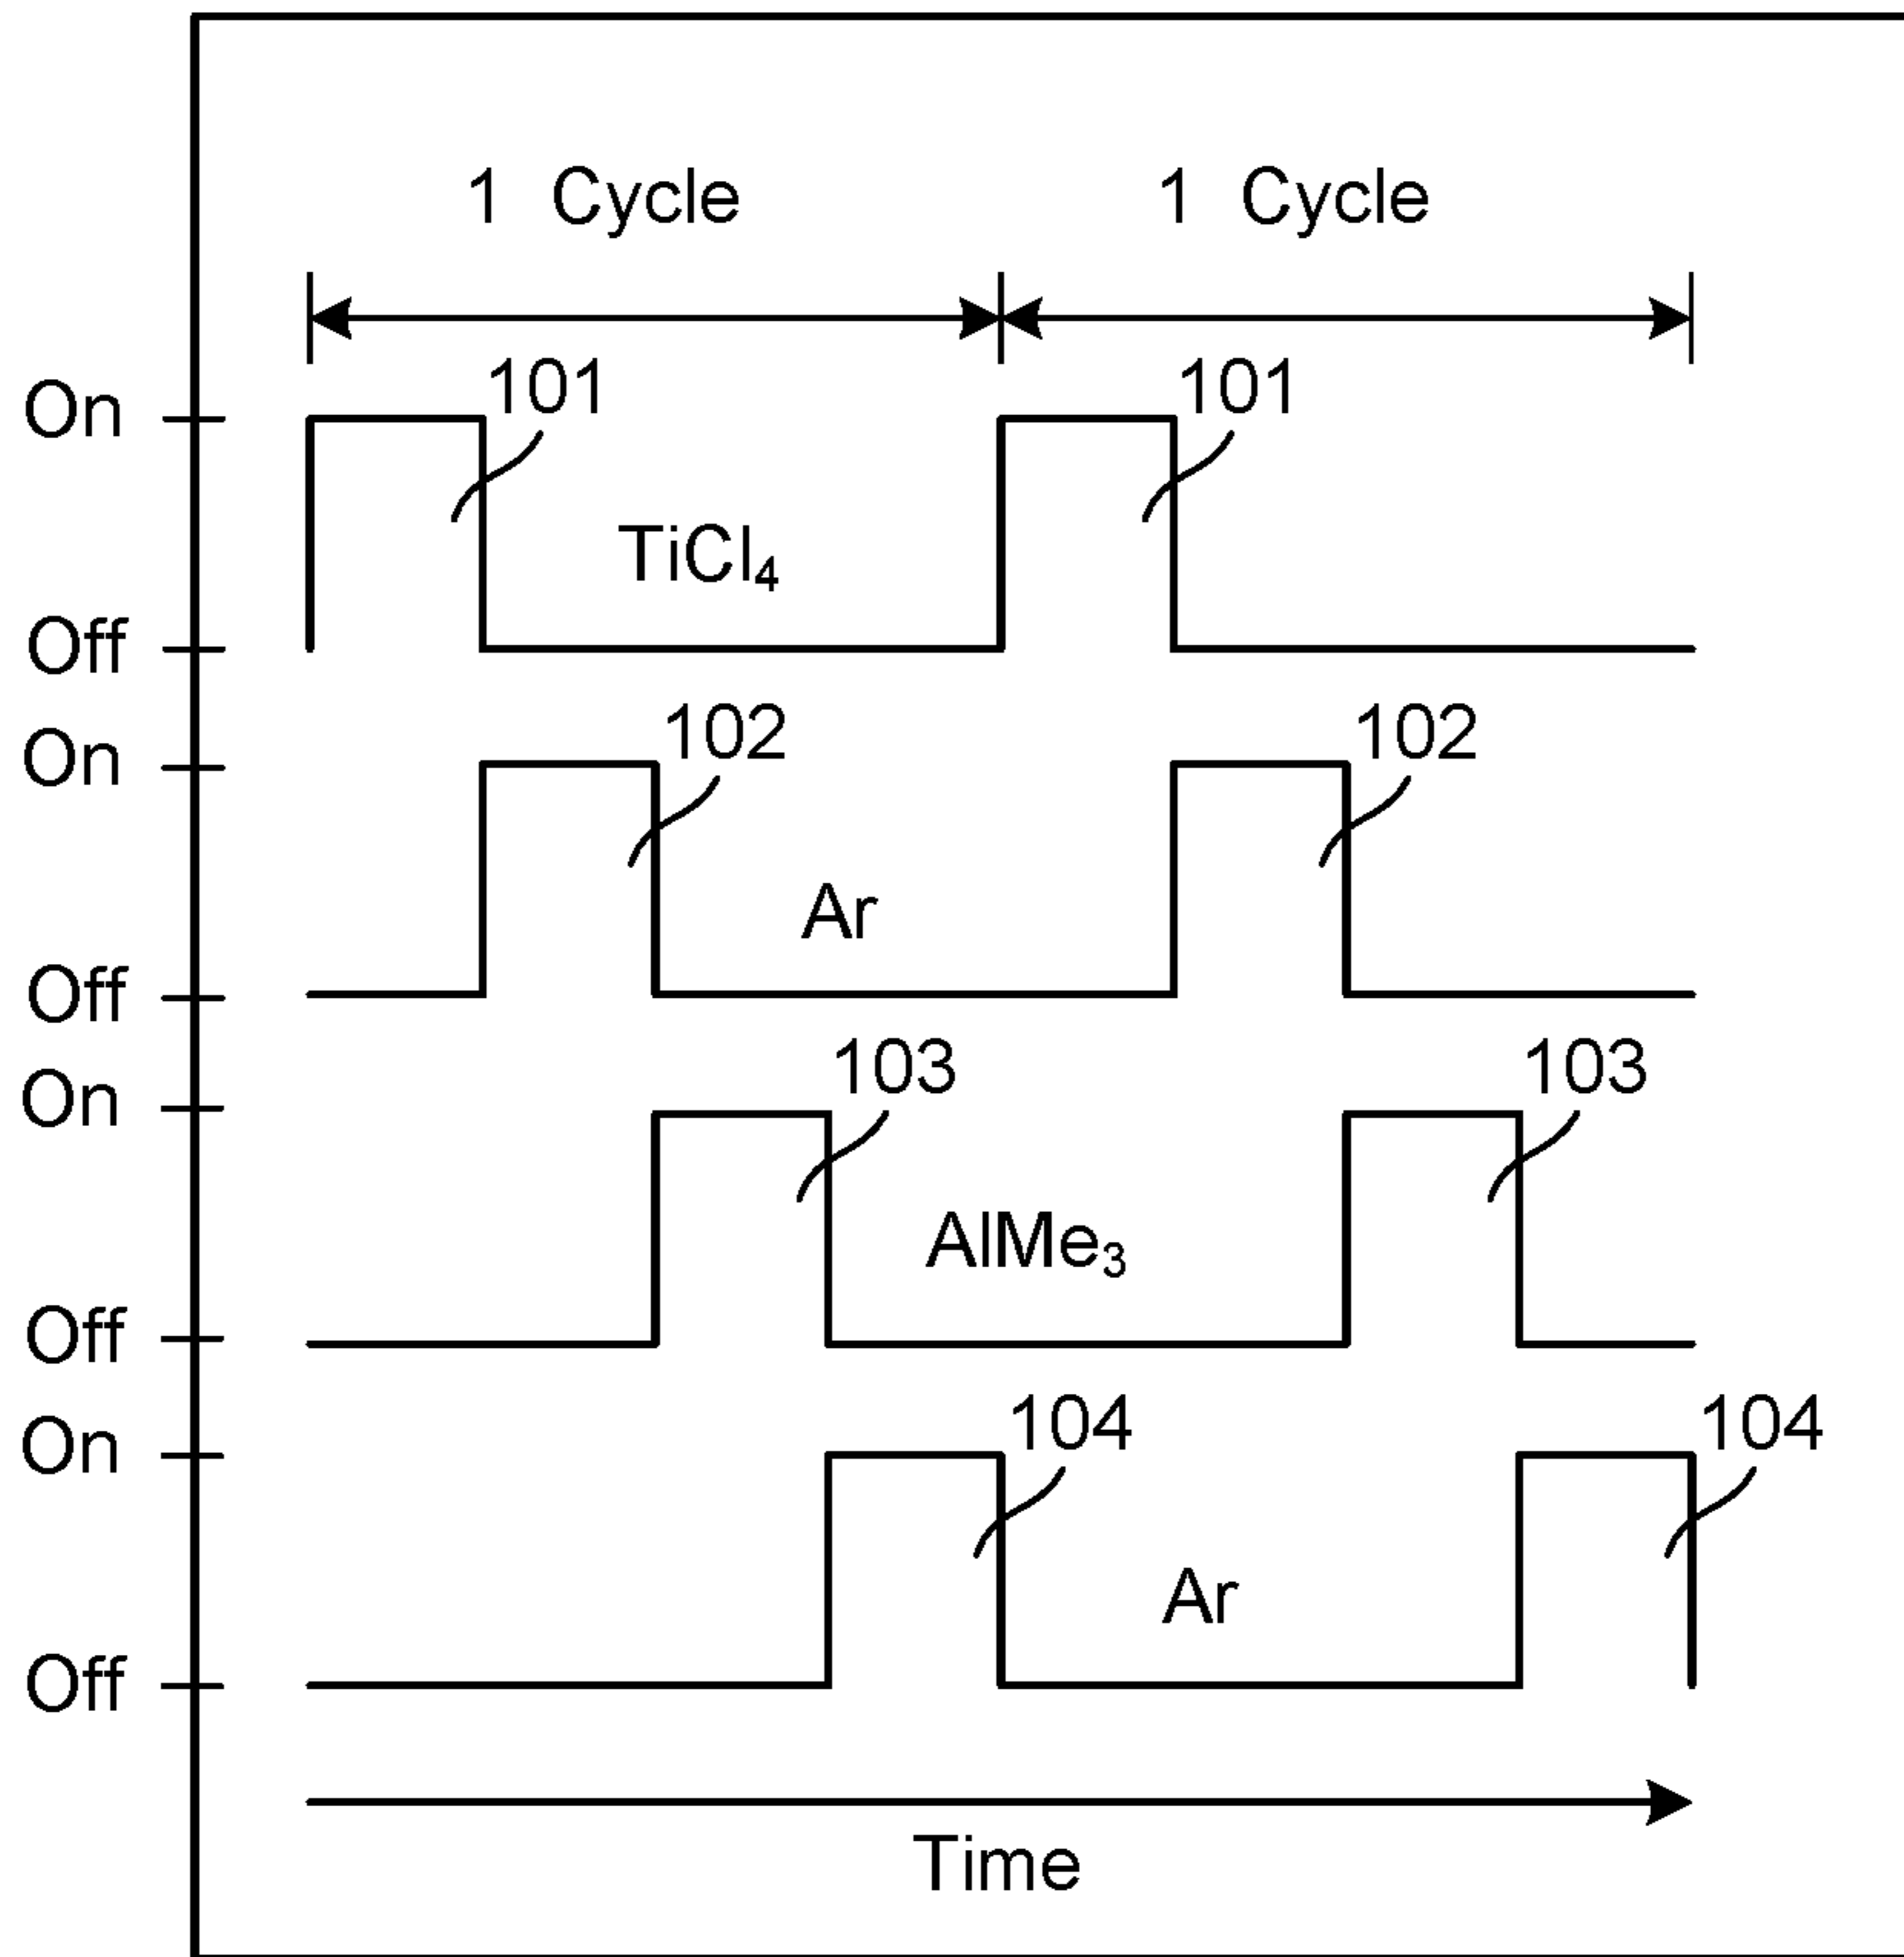 1 Cycle 1 Cycle
On 101 101
TiCl₄
Off
On 102 102
Ar
Off
On 103 103
AlMe₃
Off
On 104 104
Ar
Off
Time